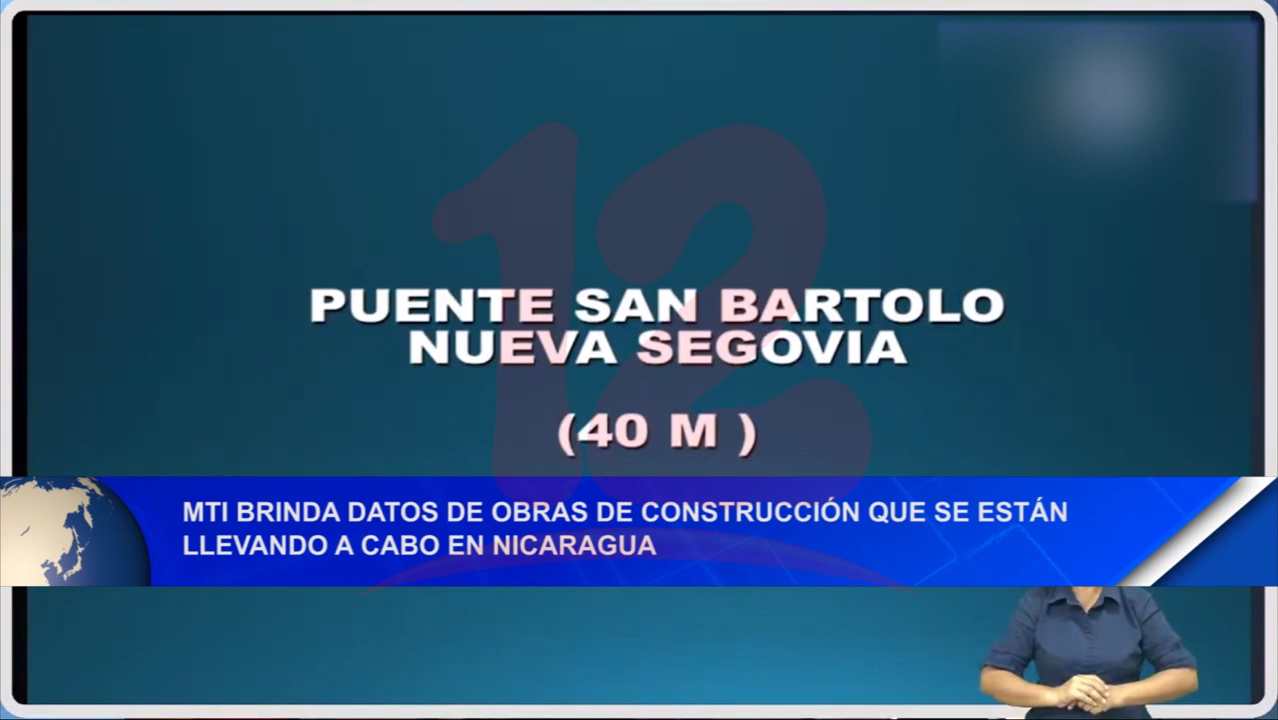 12
PUENTE SAN BARTOLO
NUEVA SEGOVIA
(40 M )
MTI BRINDA DATOS DE OBRAS DE CONSTRUCCIÓN QUE SE ESTÁN
LLEVANDO A CABO EN NICARAGUA